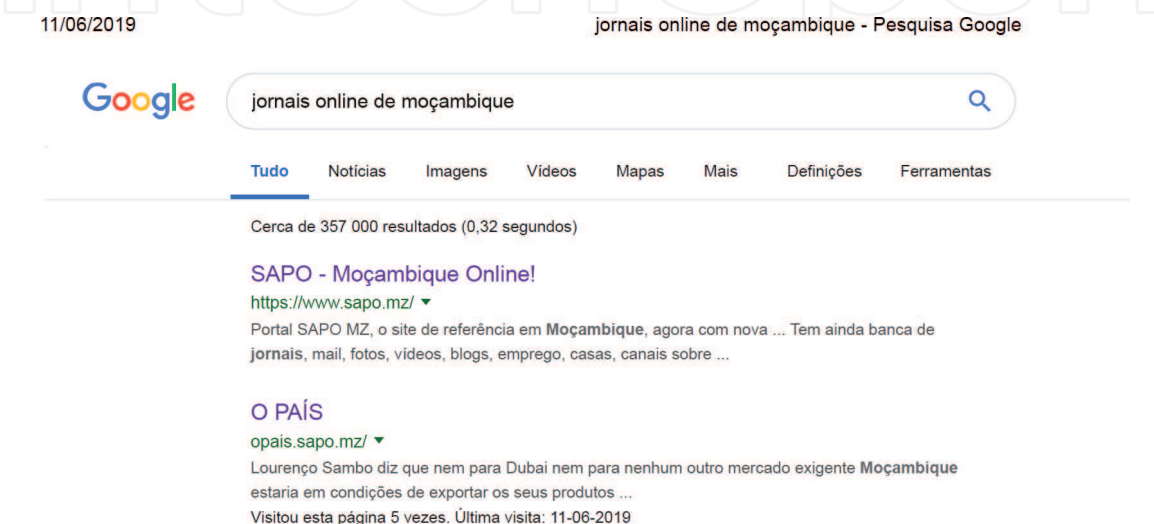 11/06/2019 jornais online de moçambique - Pesquisa Google
Google jornais online de moçambique
Tudo Notícias Imagens Vídeos Mapas Mais Definições Ferramentas
Cerca de 357 000 resultados (0,32 segundos)
SAPO - Moçambique Online!
https://www.sapo.mz/
Portal SAPO MZ, o site de referência em Moçambique, agora com nova ... Tem ainda banca de
jornais, mail, fotos, vídeos, blogs, emprego, casas, canais sobre ...
O PAÍS
opais.sapo.mz/
Lourenço Sambo diz que nem para Dubai nem para nenhum outro mercado exigente Moçambique
estaria em condições de exportar os seus produtos ...
Visitou esta página 5 vezes. Última visita: 11-06-2019